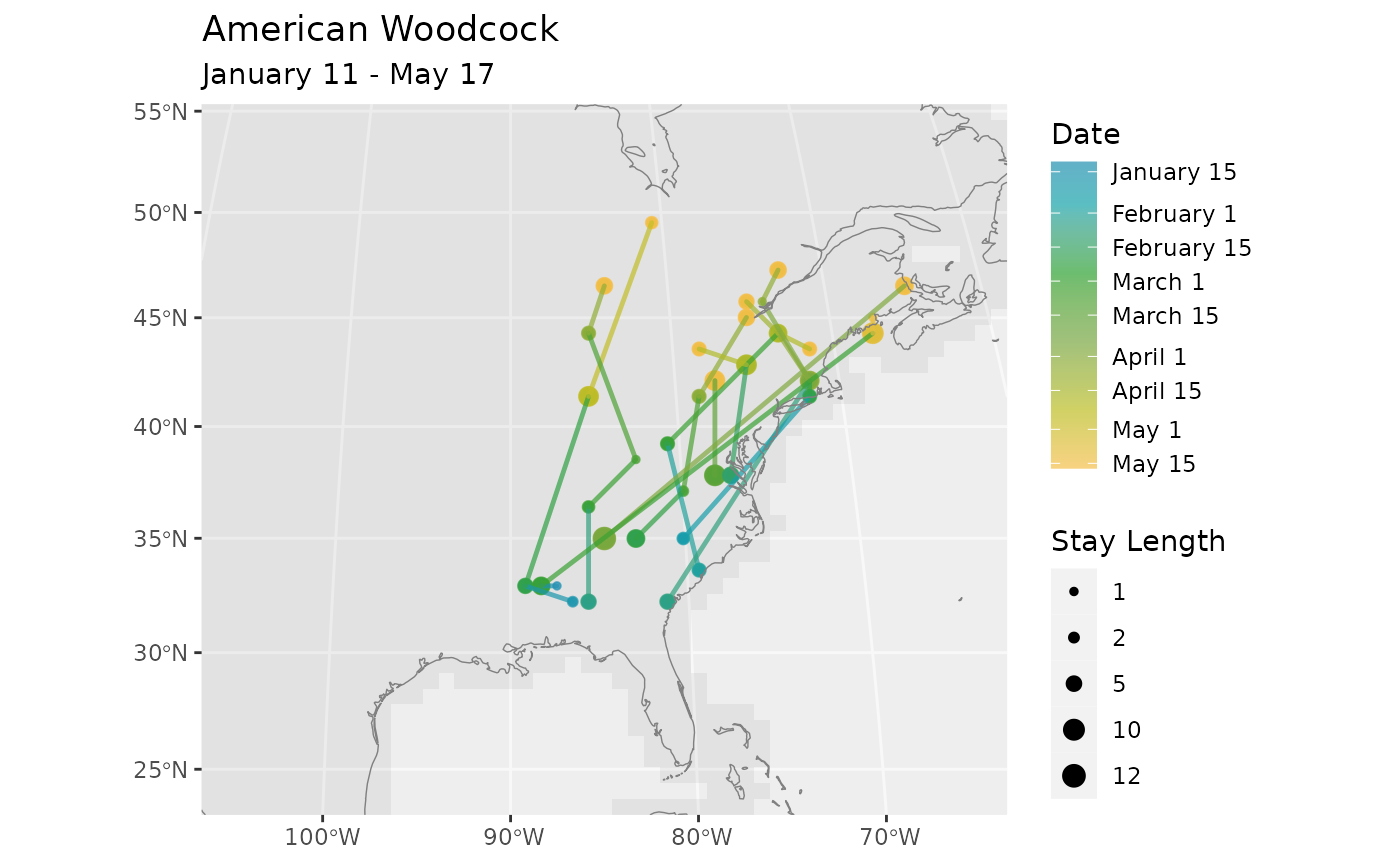 American Woodcock
January 11 - May 17
55°N
50°N
45°N
40°N
35°N
30°N
25°N
100°W
90°W
80°W
70°W
Date
January 15
February 1
February 15
March 1
March 15
April 1
April 15
May 1
May 15
Stay Length
1
2
5
10
12